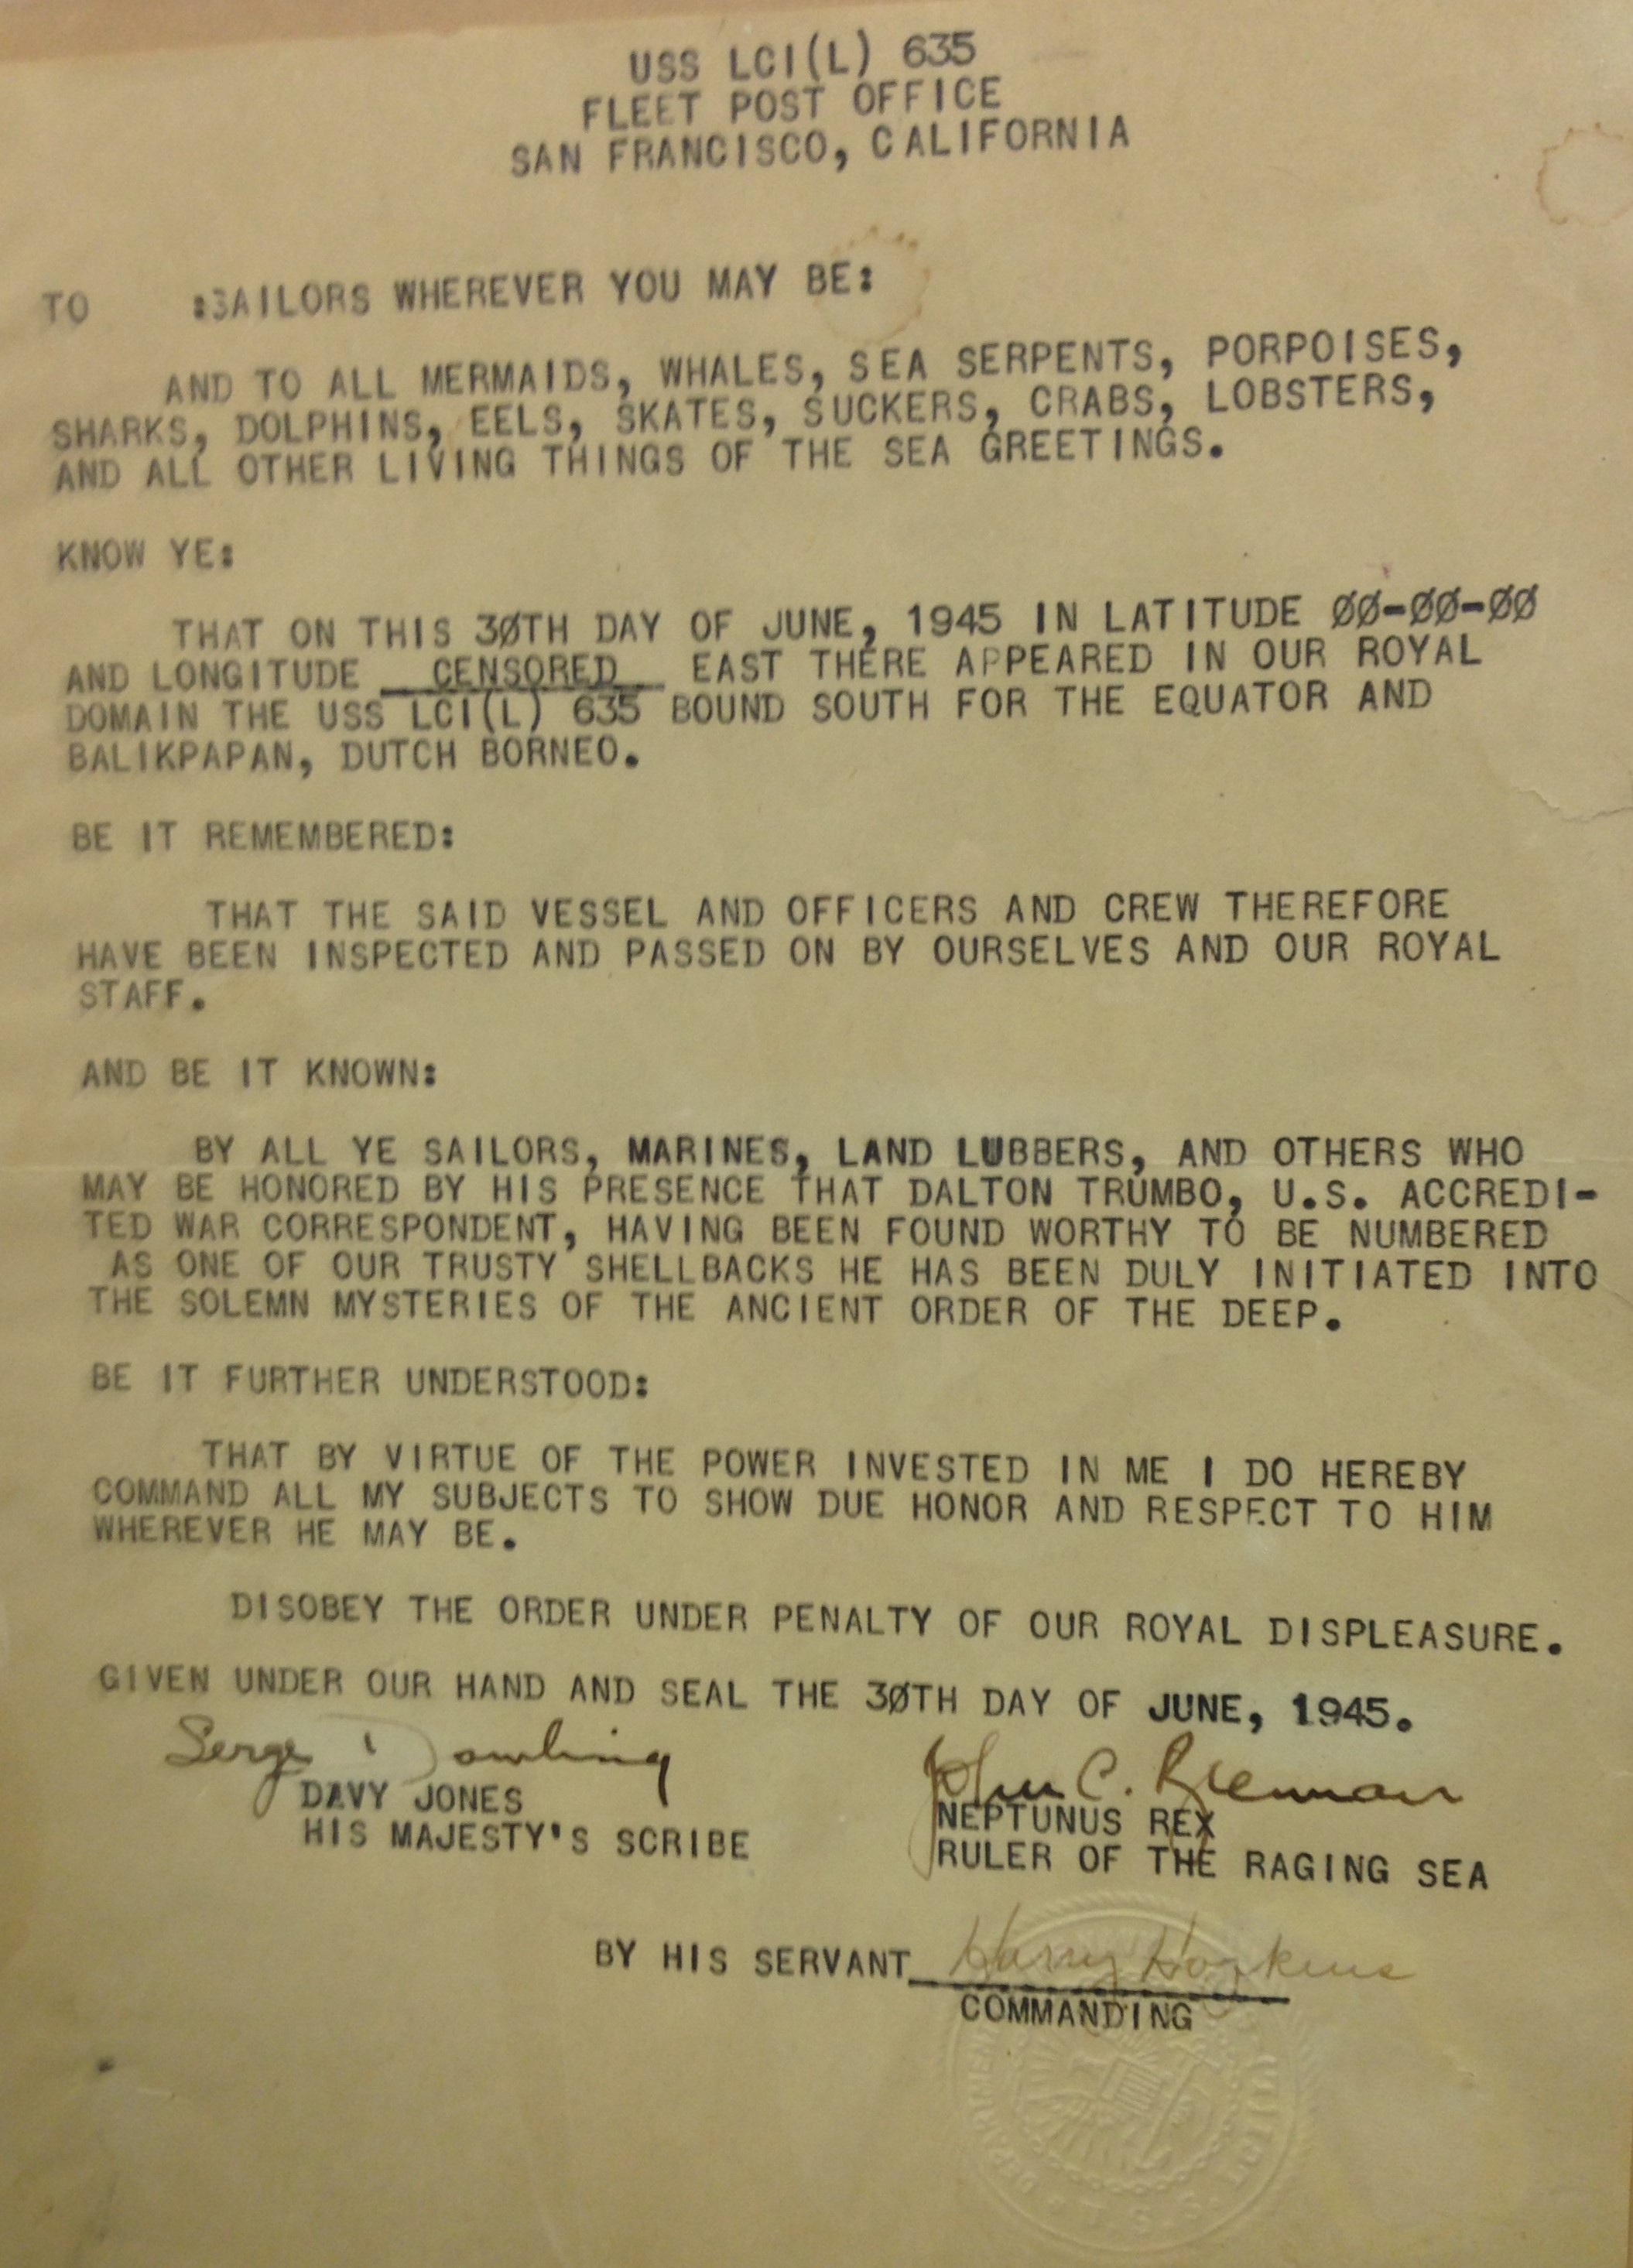 USS LCI(L) 635
FLEET POST OFFICE
SAN FRANCISCO, CALIFORNIA
TO :SAILORS WHEREVER YOU MAY BE:
AND TO ALL MERMAIDS, WHALES, SEA SERPENTS, PORPOISES,
SHARKS, DOLPHINS, EELS, SKATES, SUCKERS, CRABS, LOBSTERS,
AND ALL OTHER LIVING THINGS OF THE SEA GREETINGS.
KNOW YE:
THAT ON THIS 3ØTH DAY OF JUNE, 1945 IN LATITUDE ØØ-ØØ-ØØ
AND LONGITUDE CENSORED EAST THERE APPEARED IN OUR ROYAL
DOMAIN THE USS LCI(L) 635 BOUND SOUTH FOR THE EQUATOR AND
BALIKPAPAN, DUTCH BORNEO.
BE IT REMEMBERED:
THAT THE SAID VESSEL AND OFFICERS AND CREW THEREFORE
HAVE BEEN INSPECTED AND PASSED ON BY OURSELVES AND OUR ROYAL
STAFF.
AND BE IT KNOWN:
BY ALL YE SAILORS, MARINES, LAND LUBBERS, AND OTHERS WHO
MAY BE HONORED BY HIS PRESENCE THAT DALTON TRUMBO, U.S. ACCREDI-
TED WAR CORRESPONDENT, HAVING BEEN FOUND WORTHY TO BE NUMBERED
AS ONE OF OUR TRUSTY SHELLBACKS HE HAS BEEN DULY INITIATED INTO
THE SOLEMN MYSTERIES OF THE ANCIENT ORDER OF THE DEEP.
BE IT FURTHER UNDERSTOOD:
THAT BY VIRTUE OF THE POWER INVESTED IN ME I DO HEREBY
COMMAND ALL MY SUBJECTS TO SHOW DUE HONOR AND RESPECT TO HIM
WHEREVER HE MAY BE.
DISOBEY THE ORDER UNDER PENALTY OF OUR ROYAL DISPLEASURE.
GIVEN UNDER OUR HAND AND SEAL THE 3ØTH DAY OF JUNE, 1945.
Serge Dowling
John C. Brennan
DAVY JONES
HIS MAJESTY'S SCRIBE
NEPTUNUS REX
RULER OF THE RAGING SEA
BY HIS SERVANT Harry
COMMANDING